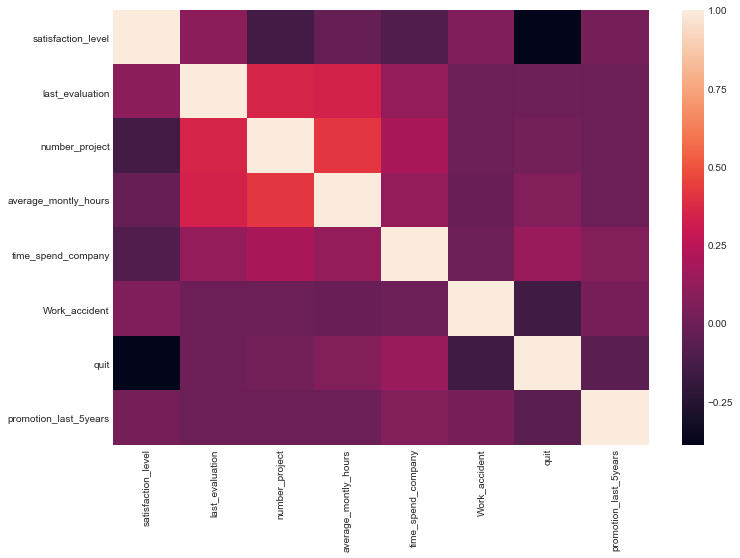 satisfaction_level
last_evaluation
number_project
average_montly_hours
time_spend_company
Work_accident
quit
promotion_last_5years
satisfaction_level
last_evaluation
number_project
average_montly_hours
time_spend_company
Work_accident
quit
promotion_last_5years
1.00
0.75
0.50
0.25
0.00
−0.25